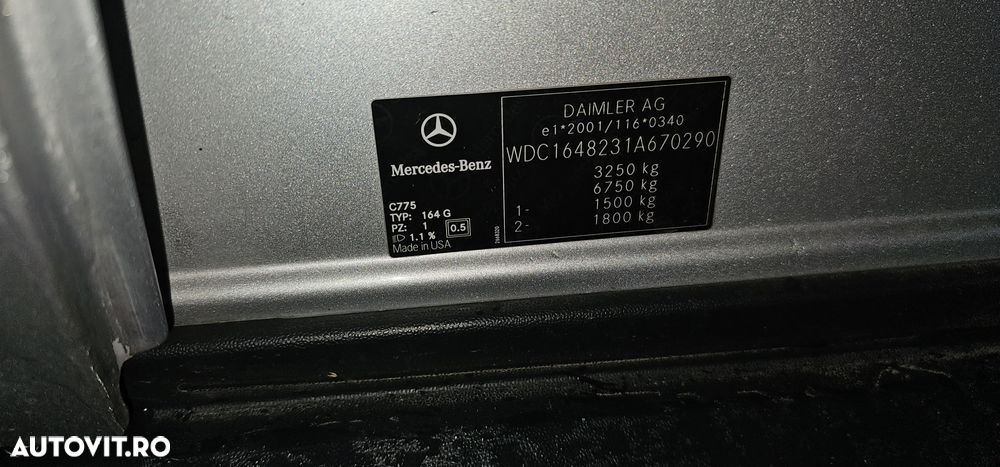 DAIMLER AG
e1*2001/116*0340
WDC1648231A670290
3250 kg
6750 kg
1- 1500 kg
2- 1800 kg
Mercedes-Benz
C775
TYP: 164 G
PZ: 1
1.1 % 0.5
Made in USA
AUTOVIT.RO